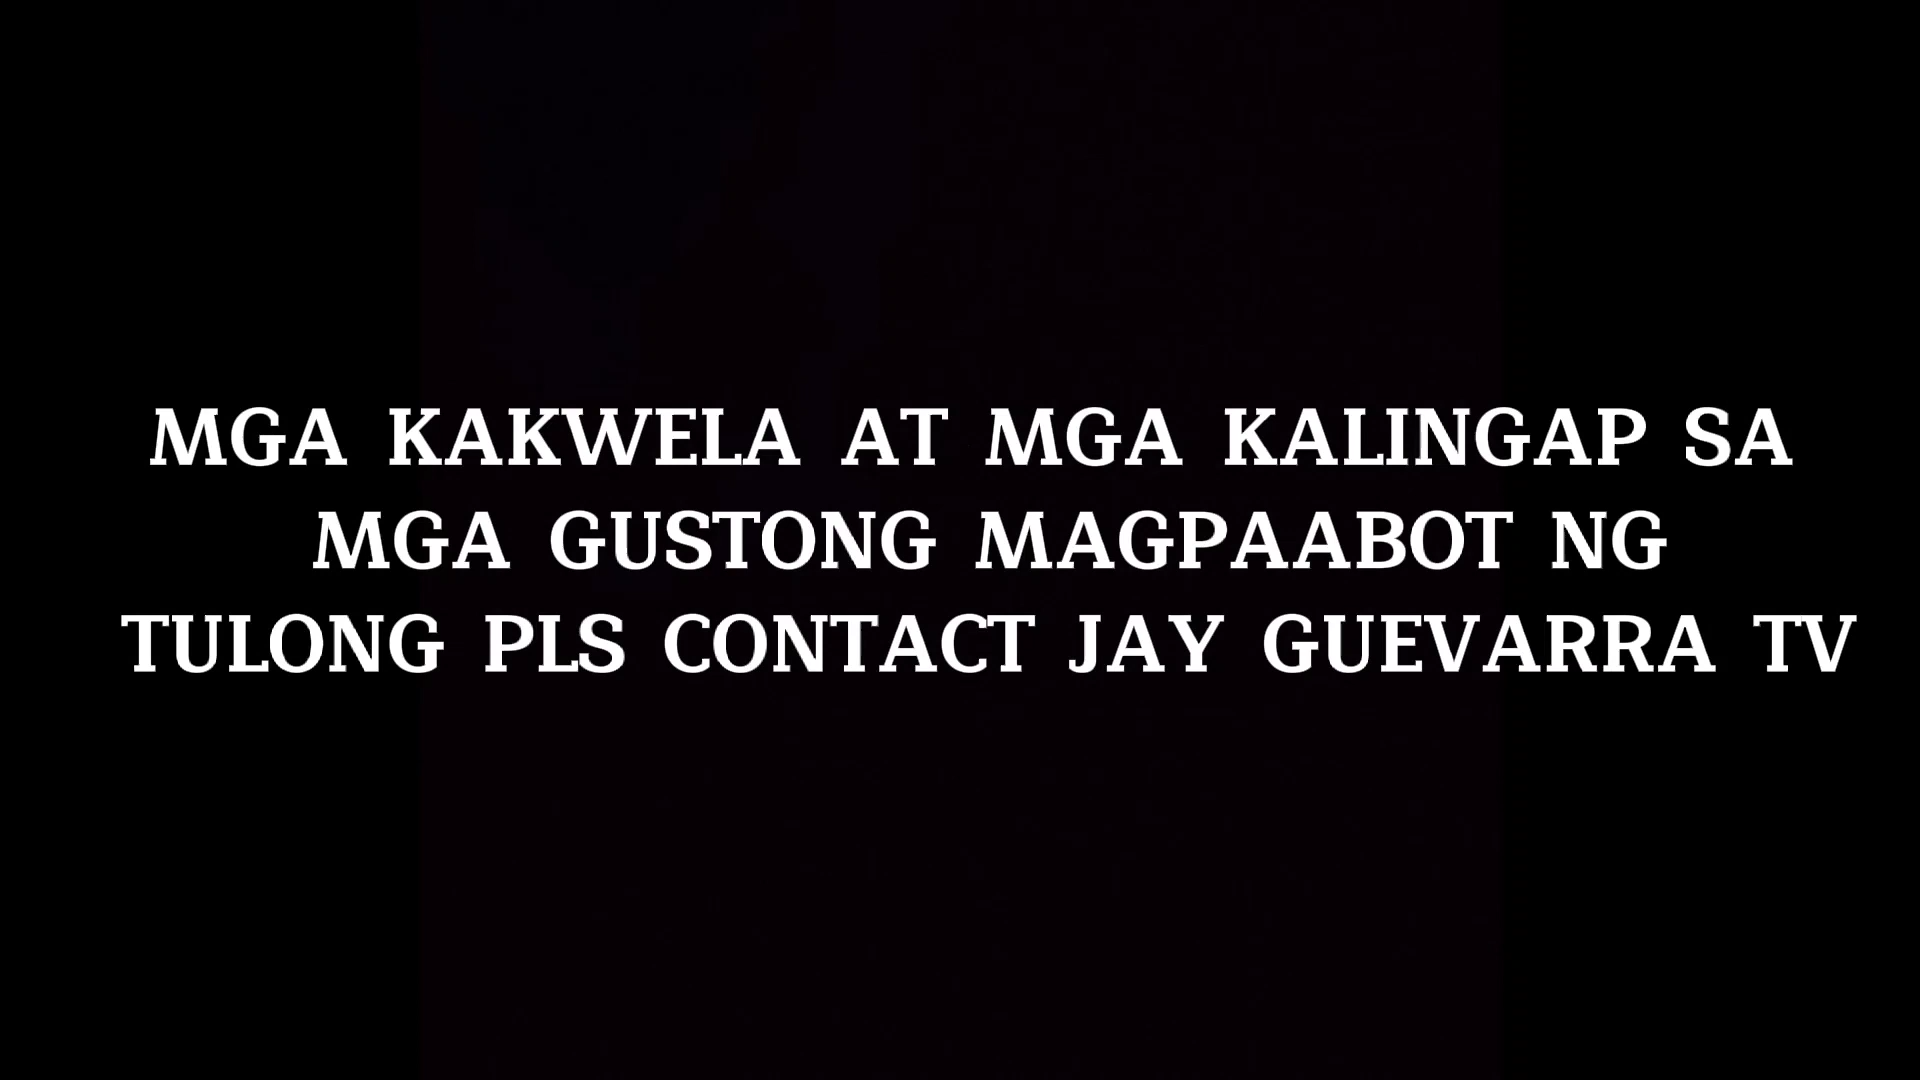 MGA KAKWELA AT MGA KALINGAP SA
MGA GUSTONG MAGPAABOT NG
TULONG PLS CONTACT JAY GUEVARRA TV